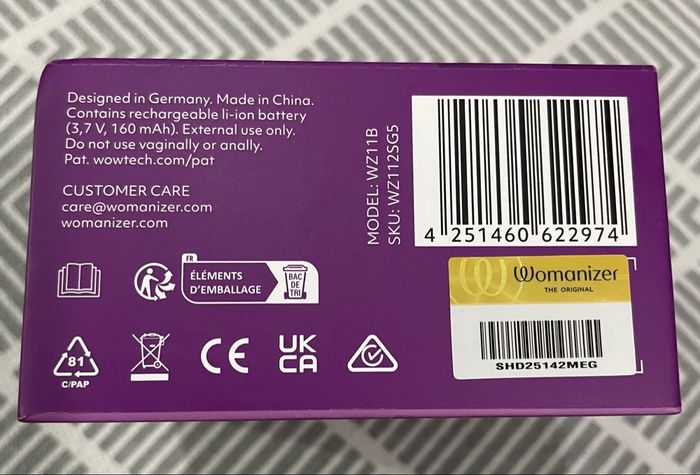 Designed in Germany. Made in China.
Contains rechargeable li-ion battery
(3,7 V, 160 mAh). External use only.
Do not use vaginally or anally.
Pat. wowtech.com/pat
CUSTOMER CARE
care@womanizer.com
womanizer.com
MODEL: WZ11B
SKU: WZ112SG5
4 251460 622974
FR
ÉLÉMENTS
D'EMBALLAGE
BAC
DE
TRI
Womanizer
THE ORIGINAL
SHD25142MEG
81
C/PAP
CE
UK
CA